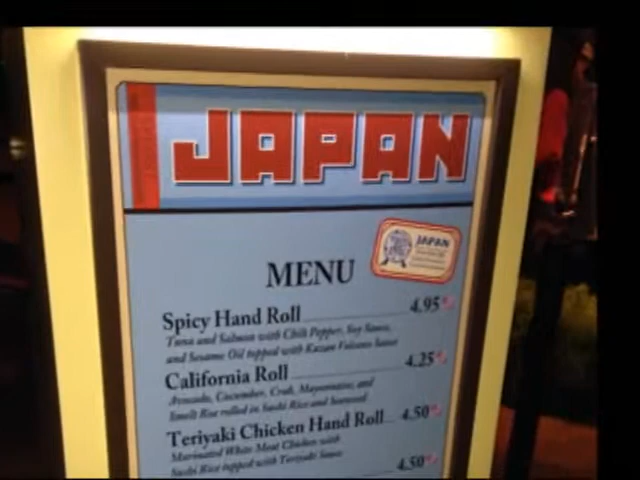 JAPAN
JAPAN
MENU
Spicy Hand Roll 4.95
Tuna and Salmon with Chili Pepper, Soy Sauce,
and Sesame Oil topped with Kazan Volcano Sauce
California Roll 4.25
Avocado, Cucumber, Crab, Mayonnaise, and
Smelt Roe rolled in Sushi Rice and Seaweed
Teriyaki Chicken Hand Roll 4.50
Marinated White Meat Chicken with
Sushi Rice topped with Teriyaki Sauce
4.50